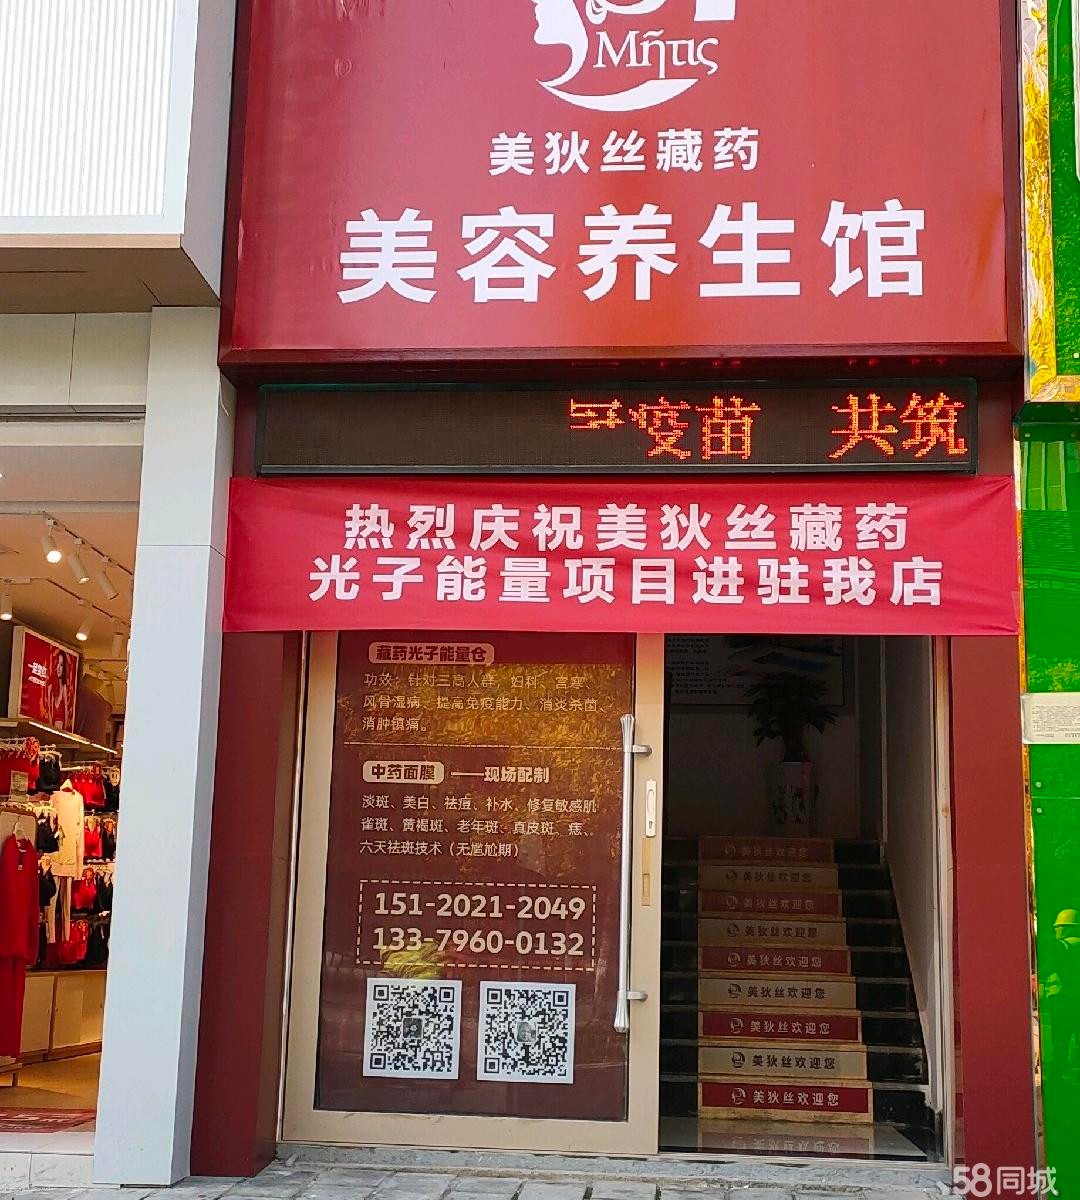 Μῆτις
美狄丝藏药
美容养生馆
疫苗 共筑
热烈庆祝美狄丝藏药
光子能量项目进驻我店
藏药光子能量仓
功效：针对三高人群，妇科、宫寒、
风骨湿病、提高免疫能力、消炎杀菌、
消肿镇痛。
中药面膜——现场配制
淡斑、美白、祛痘、补水、修复敏感肌
雀斑、黄褐斑、老年斑、真皮斑、痣、
六天祛斑技术（无尴尬期）
151-2021-2049
133-7960-0132
美狄丝欢迎您
美狄丝欢迎您
美狄丝欢迎您
美狄丝欢迎您
美狄丝欢迎您
美狄丝欢迎您
美狄丝欢迎您
美狄丝欢迎您
美狄丝欢迎您
58同城